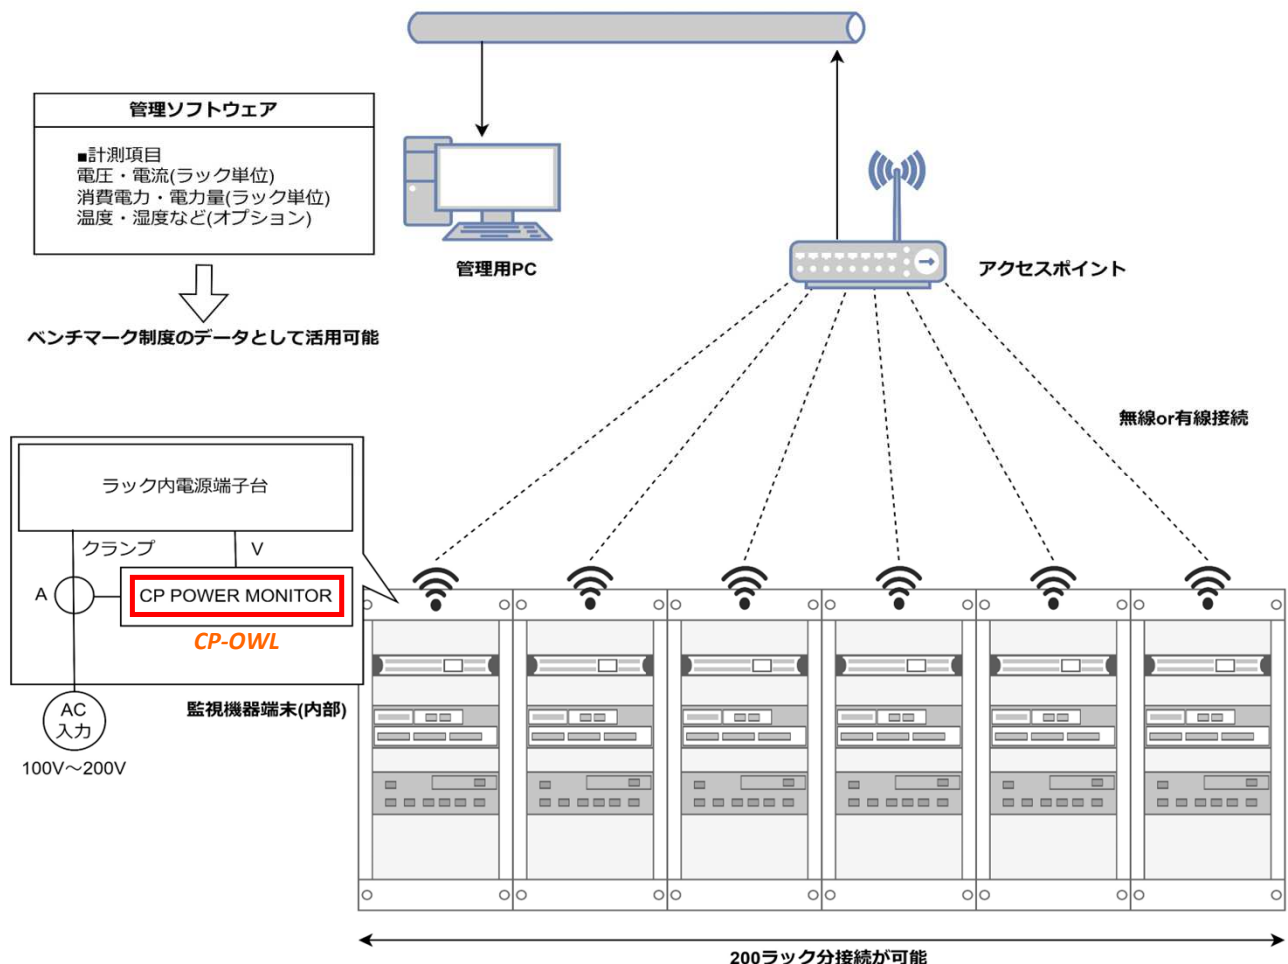 管理ソフトウェア
■計測項目
電圧・電流(ラック単位)
消費電力・電力量(ラック単位)
温度・湿度など(オプション)
ベンチマーク制度のデータとして活用可能
管理用PC
アクセスポイント
無線or有線接続
ラック内電源端子台
クランプ
V
A
CP POWER MONITOR
CP-OWL
監視機器端末(内部)
AC
入力
100V～200V
200ラック分接続が可能